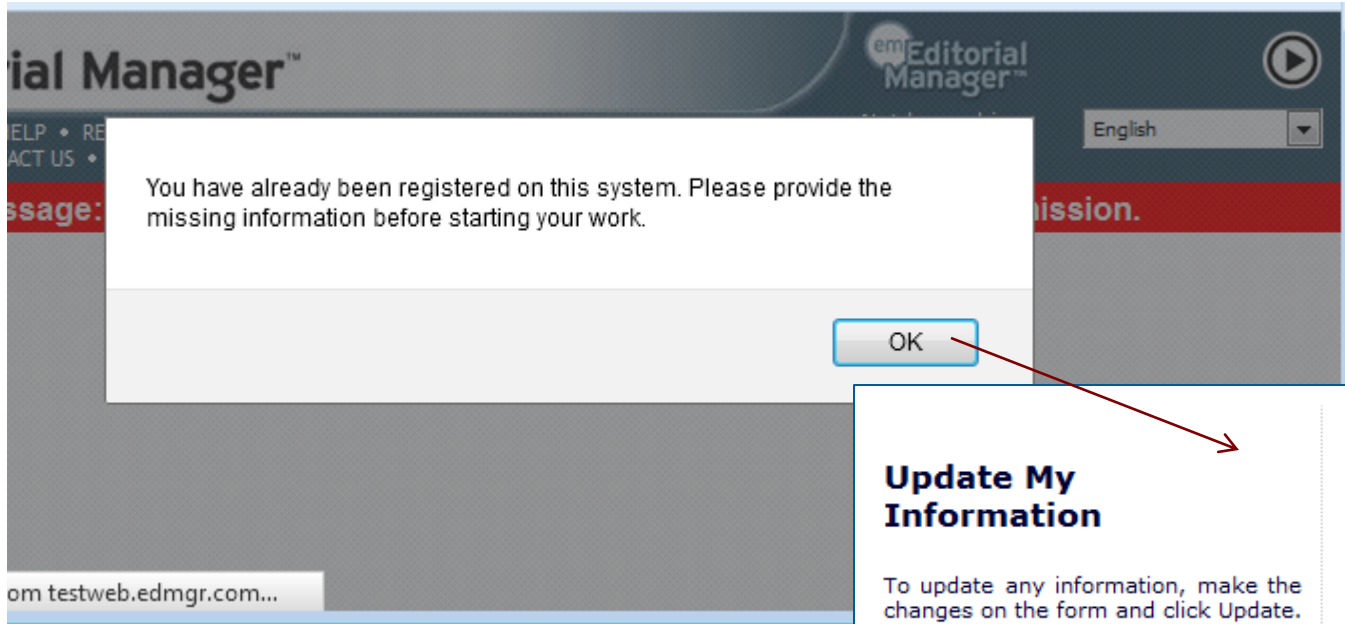 rial Manager™
em Editorial
Manager™
HELP • RE
ACT US •
English
ssage:
ission.
You have already been registered on this system. Please provide the
missing information before starting your work.
OK
Update My
Information
To update any information, make the
changes on the form and click Update.
om testweb.edmgr.com...